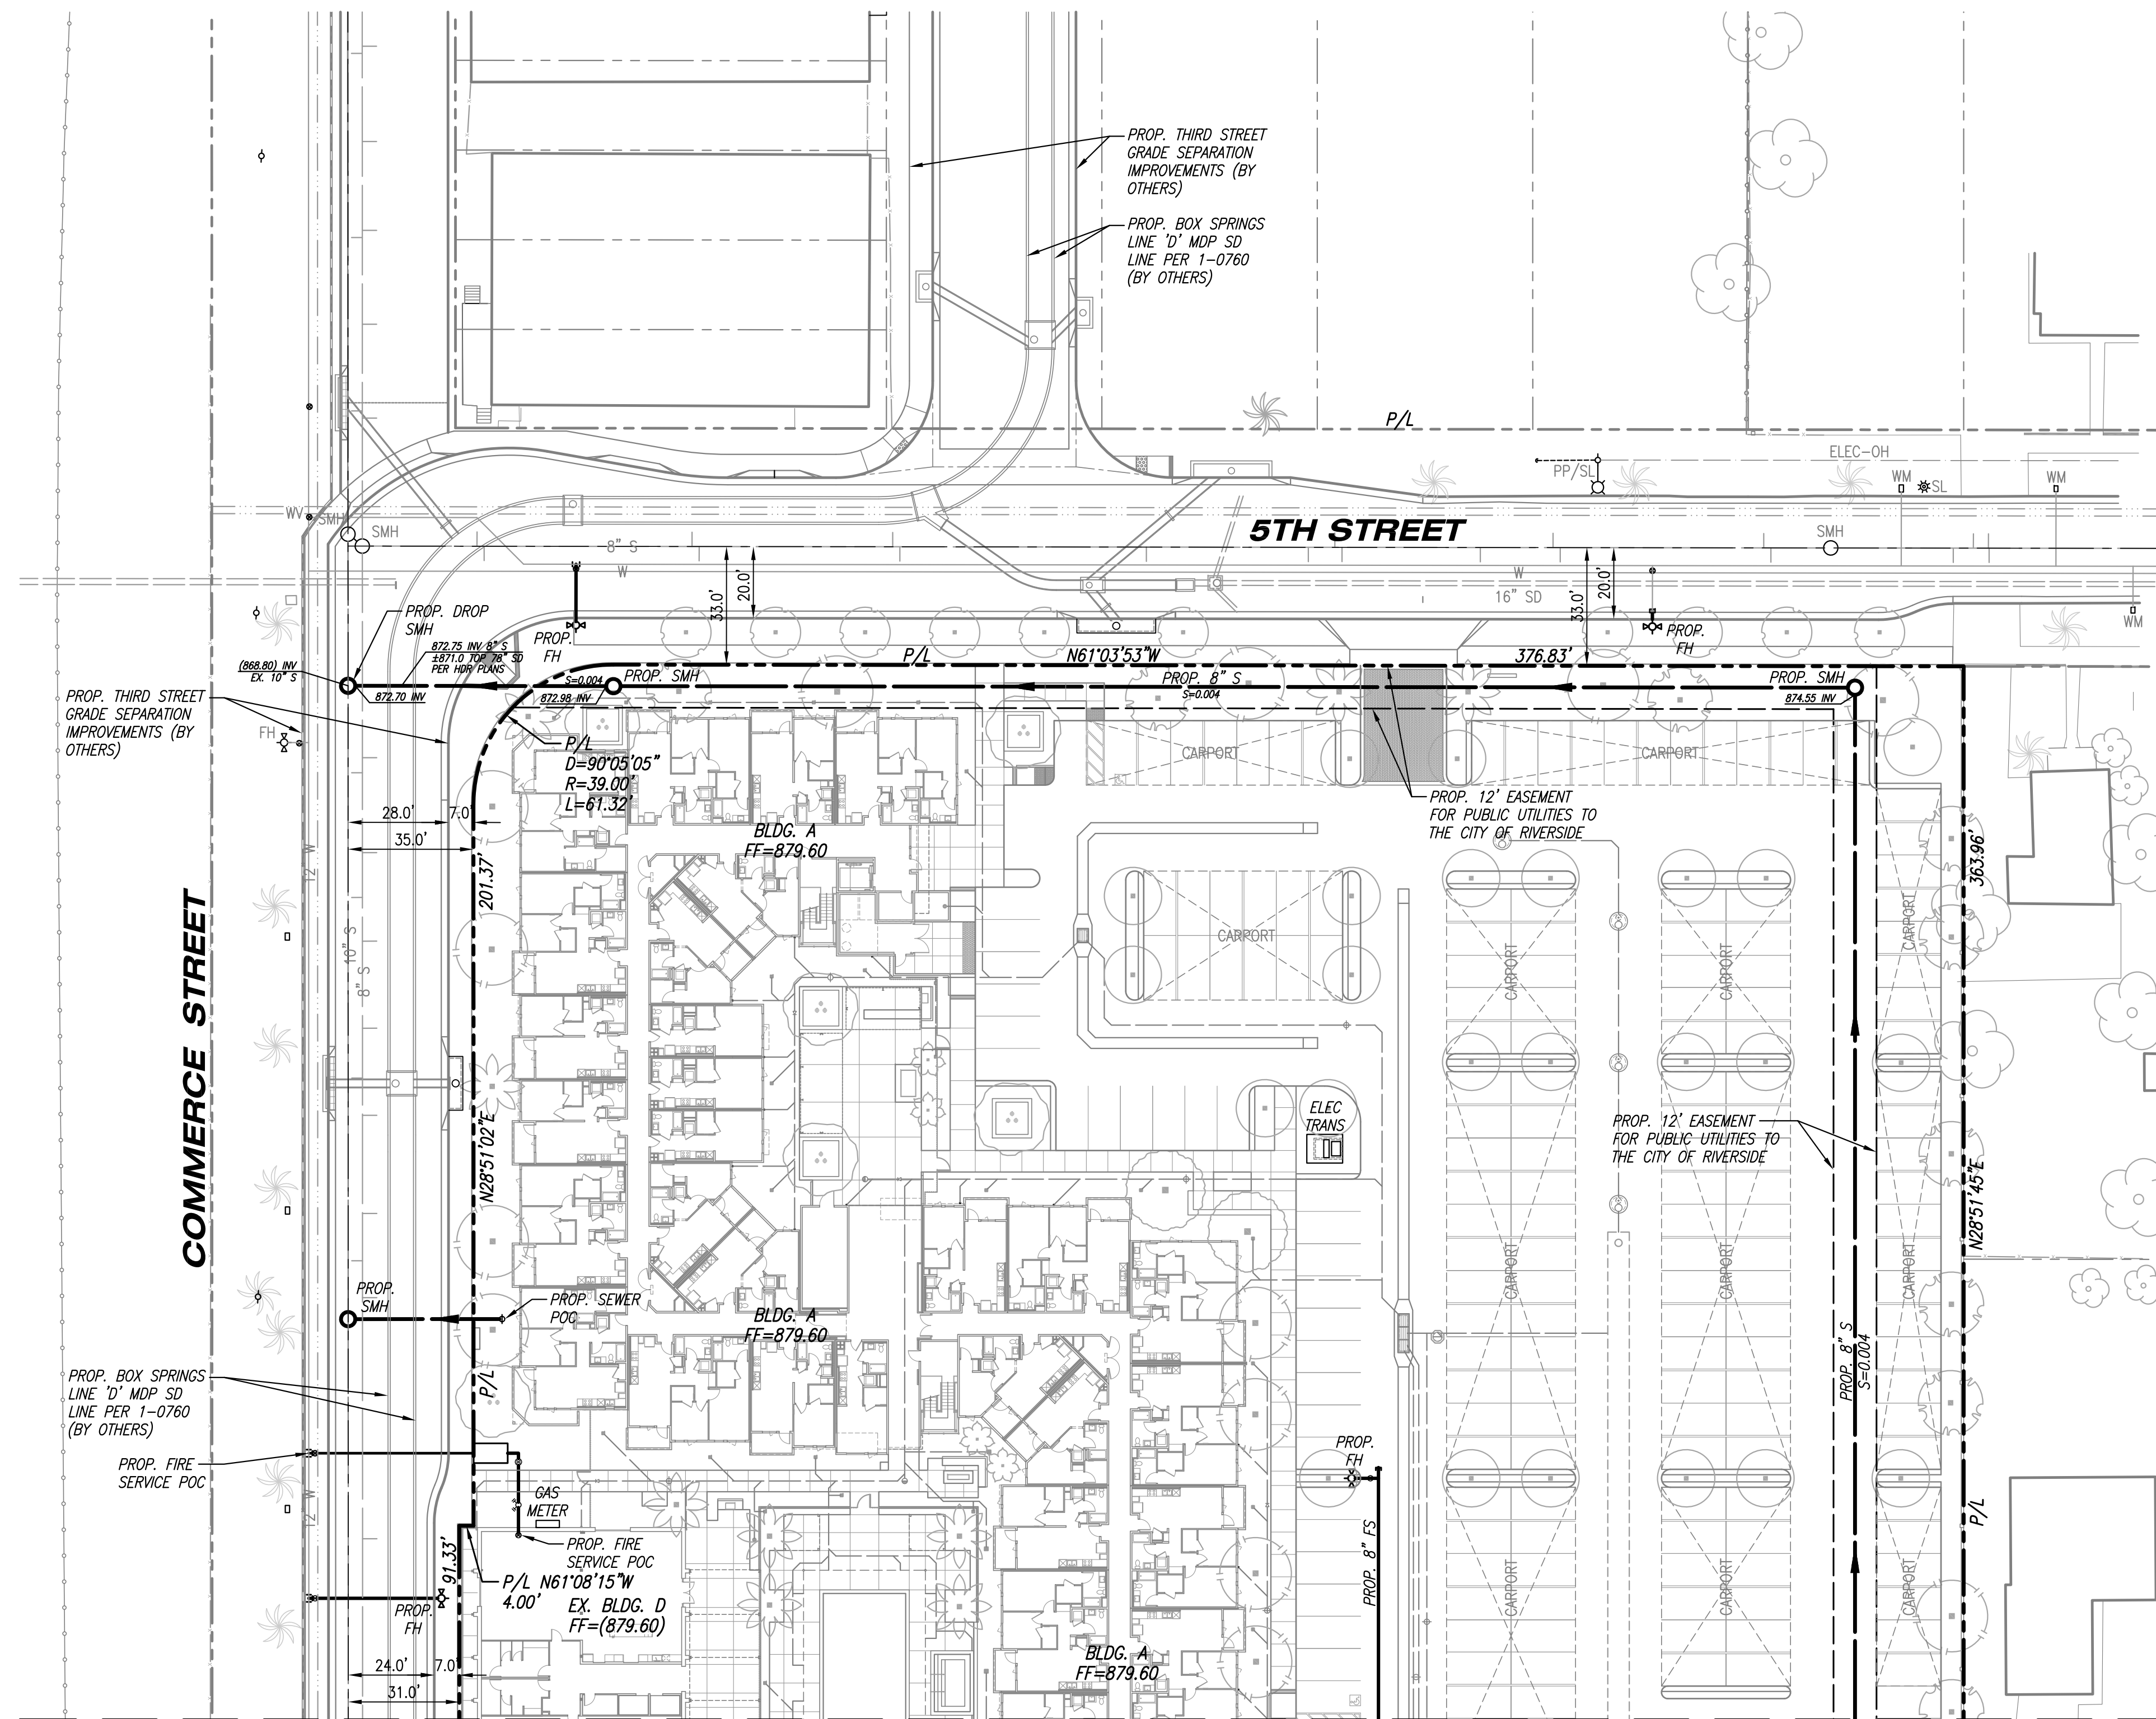 PROP. THIRD STREET
GRADE SEPARATION
IMPROVEMENTS (BY
OTHERS)
PROP. BOX SPRINGS
LINE 'D' MDP SD
LINE PER 1-0760
(BY OTHERS)
P/L
ELEC-OH
PP/SL
WM
SL
WM
WV
SMH
SMH
8" S
5TH STREET
SMH
W
W
16" SD
WM
33.0'
20.0'
33.0'
20.0'
PROP. DROP
SMH
872.75 INV 8" S
±871.0 TOP 78" SD
PER HDR PLANS
(868.80) INV
EX. 10" S
872.70 INV
PROP.
FH
P/L
N61°03'53"W
376.83'
PROP.
FH
S=0.004
PROP. SMH
872.98 INV
PROP. 8" S
S=0.004
PROP. SMH
874.55 INV
PROP. THIRD STREET
GRADE SEPARATION
IMPROVEMENTS (BY
OTHERS)
FH
P/L
D=90°05'05"
R=39.00'
L=61.32'
CARPORT
CARPORT
PROP. 12' EASEMENT
FOR PUBLIC UTILITIES TO
THE CITY OF RIVERSIDE
28.0'
7.0'
35.0'
BLDG. A
FF=879.60
201.37'
363.96'
12" W
10" S
8" S
COMMERCE STREET
CARPORT
CARPORT
CARPORT
CARPORT
ELEC
TRANS
PROP. 12' EASEMENT
FOR PUBLIC UTILITIES TO
THE CITY OF RIVERSIDE
N28°51'02"E
N28°51'45"E
CARPORT
CARPORT
CARPORT
PROP.
SMH
PROP. SEWER
POC
BLDG. A
FF=879.60
PROP. 8" S
S=0.004
P/L
PROP. BOX SPRINGS
LINE 'D' MDP SD
LINE PER 1-0760
(BY OTHERS)
PROP. FIRE
SERVICE POC
PROP.
FH
12" W
GAS
METER
P/L
PROP. FIRE
SERVICE POC
91.33'
P/L N61°08'15"W
4.00'
PROP. 8" FS
CARPORT
CARPORT
CARPORT
PROP.
FH
EX. BLDG. D
FF=(879.60)
BLDG. A
FF=879.60
24.0'
7.0'
31.0'